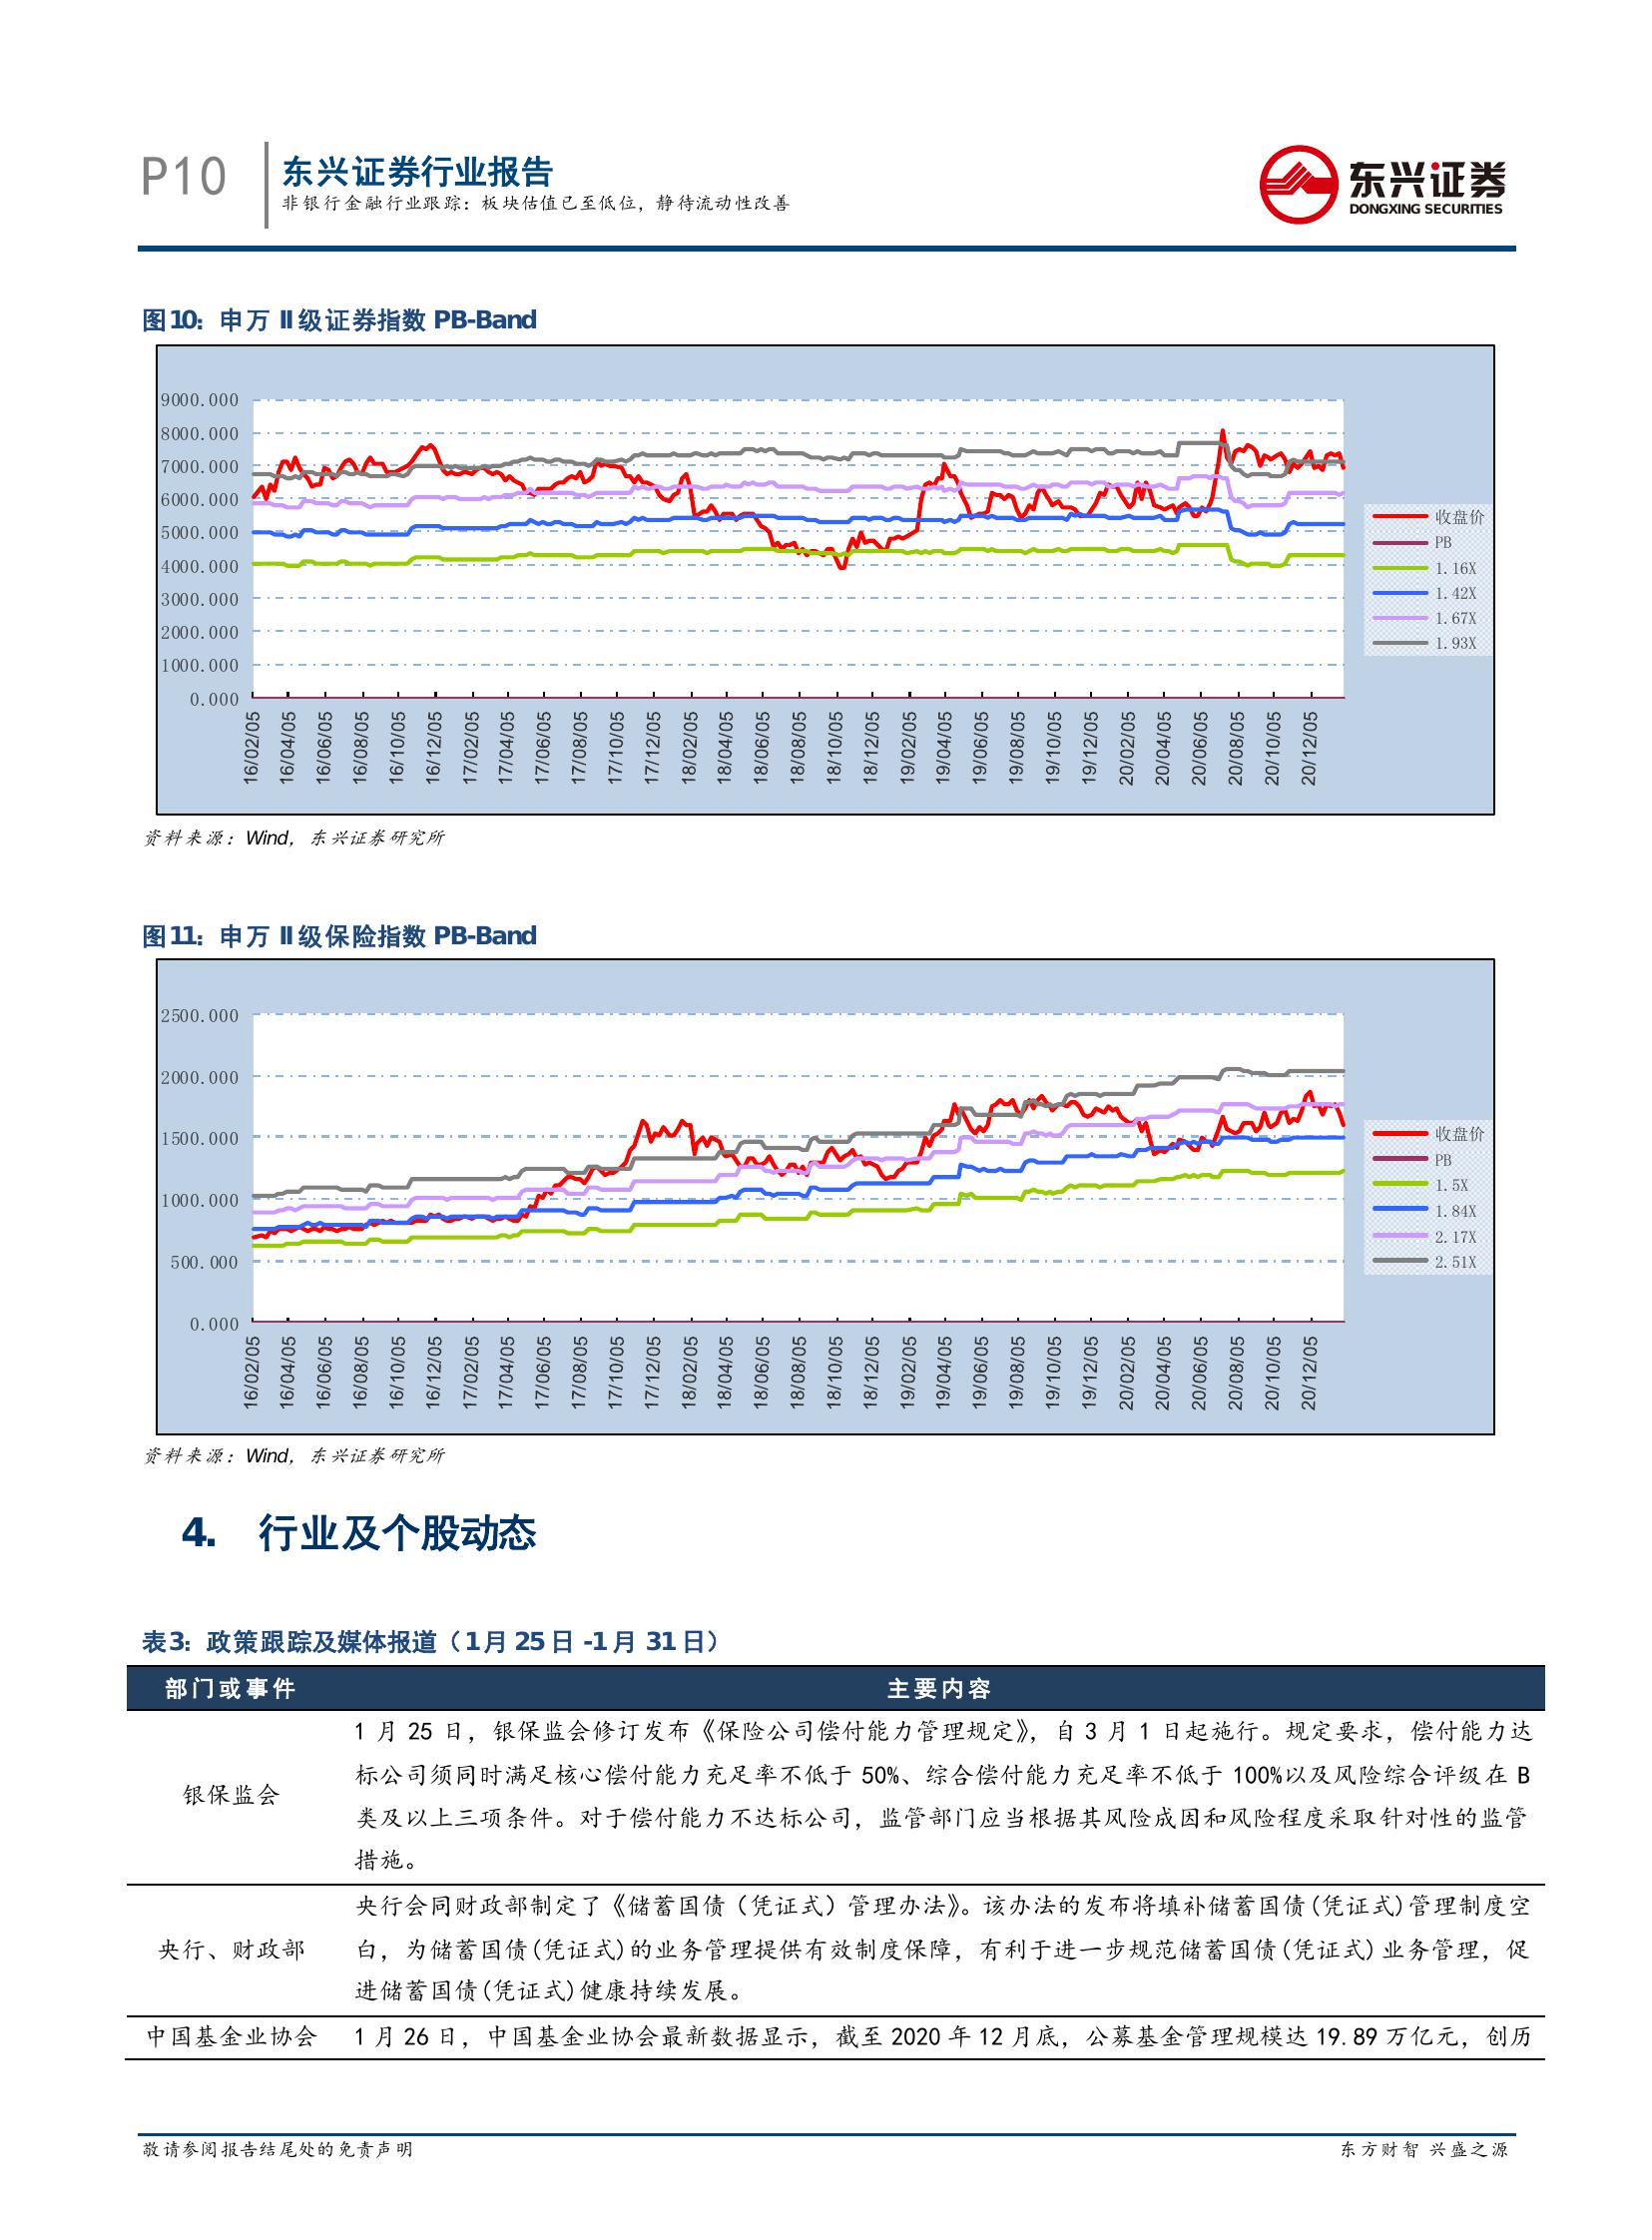 P10
东兴证券行业报告
非银行金融行业跟踪：板块估值已至低位，静待流动性改善
东兴证券
DONGXING SECURITIES
图10：申万 II 级证券指数 PB-Band
9000.000
8000.000
7000.000
6000.000
5000.000
4000.000
3000.000
2000.000
1000.000
0.000
16/02/05 16/04/05 16/06/05 16/08/05 16/10/05 16/12/05 17/02/05 17/04/05 17/06/05 17/08/05 17/10/05 17/12/05 18/02/05 18/04/05 18/06/05 18/08/05 18/10/05 18/12/05 19/02/05 19/04/05 19/06/05 19/08/05 19/10/05 19/12/05 20/02/05 20/04/05 20/06/05 20/08/05 20/10/05 20/12/05
收盘价
PB
1.16X
1.42X
1.67X
1.93X
资料来源：Wind，东兴证券研究所
图11：申万 II 级保险指数 PB-Band
2500.000
2000.000
1500.000
1000.000
500.000
0.000
16/02/05 16/04/05 16/06/05 16/08/05 16/10/05 16/12/05 17/02/05 17/04/05 17/06/05 17/08/05 17/10/05 17/12/05 18/02/05 18/04/05 18/06/05 18/08/05 18/10/05 18/12/05 19/02/05 19/04/05 19/06/05 19/08/05 19/10/05 19/12/05 20/02/05 20/04/05 20/06/05 20/08/05 20/10/05 20/12/05
收盘价
PB
1.5X
1.84X
2.17X
2.51X
资料来源：Wind，东兴证券研究所
4. 行业及个股动态
表3：政策跟踪及媒体报道（1月 25日 -1月 31日）
部门或事件 主要内容
银保监会
1 月 25 日，银保监会修订发布《保险公司偿付能力管理规定》，自 3 月 1 日起施行。规定要求，偿付能力达
标公司须同时满足核心偿付能力充足率不低于 50%、综合偿付能力充足率不低于 100%以及风险综合评级在 B
类及以上三项条件。对于偿付能力不达标公司，监管部门应当根据其风险成因和风险程度采取针对性的监管
措施。
央行、财政部
央行会同财政部制定了《储蓄国债（凭证式）管理办法》。该办法的发布将填补储蓄国债(凭证式)管理制度空
白，为储蓄国债(凭证式)的业务管理提供有效制度保障，有利于进一步规范储蓄国债(凭证式)业务管理，促
进储蓄国债(凭证式)健康持续发展。
中国基金业协会 1 月 26 日，中国基金业协会最新数据显示，截至 2020 年 12 月底，公募基金管理规模达 19.89 万亿元，创历
敬请参阅报告结尾处的免责声明 东方财智 兴盛之源